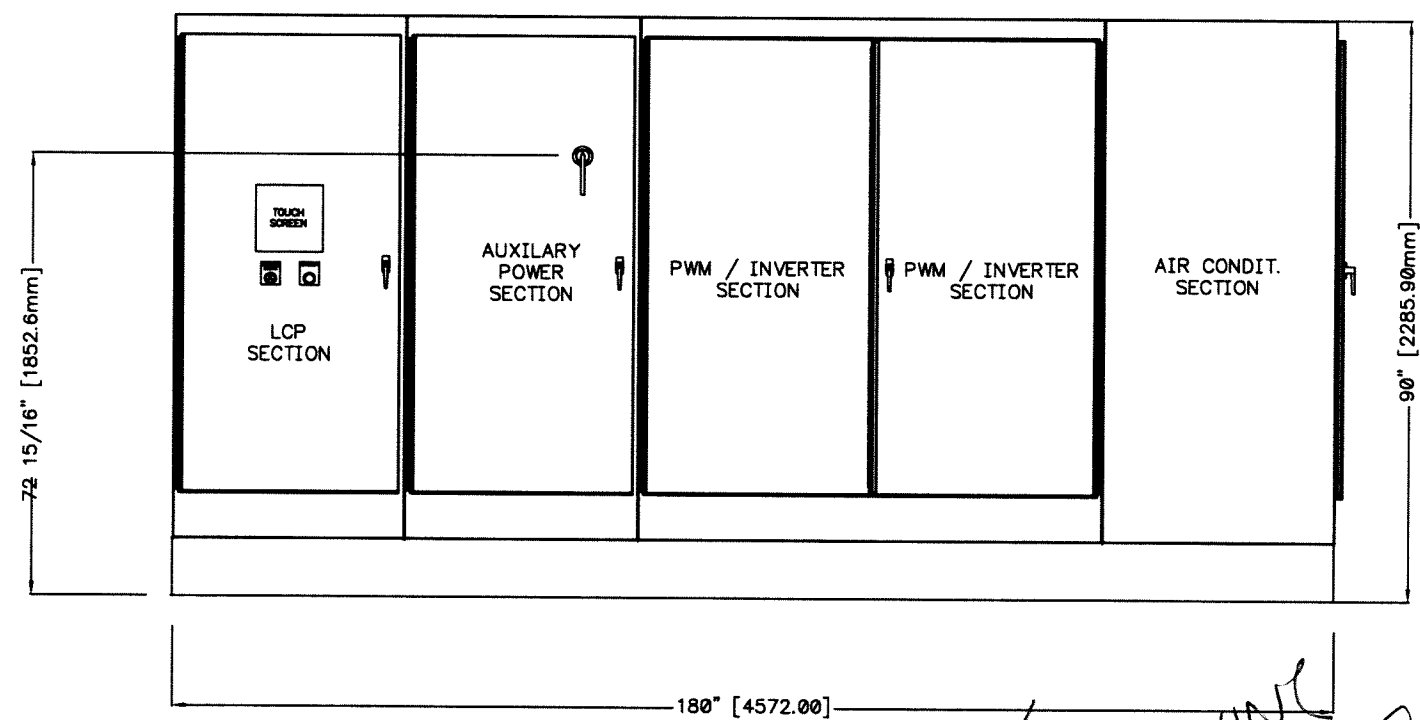 TOUCH
SCREEN
LCP
SECTION
AUXILARY
POWER
SECTION
PWM / INVERTER
SECTION
PWM / INVERTER
SECTION
AIR CONDIT.
SECTION
72 15/16" [1852.6mm]
90" [2285.90mm]
180" [4572.00]